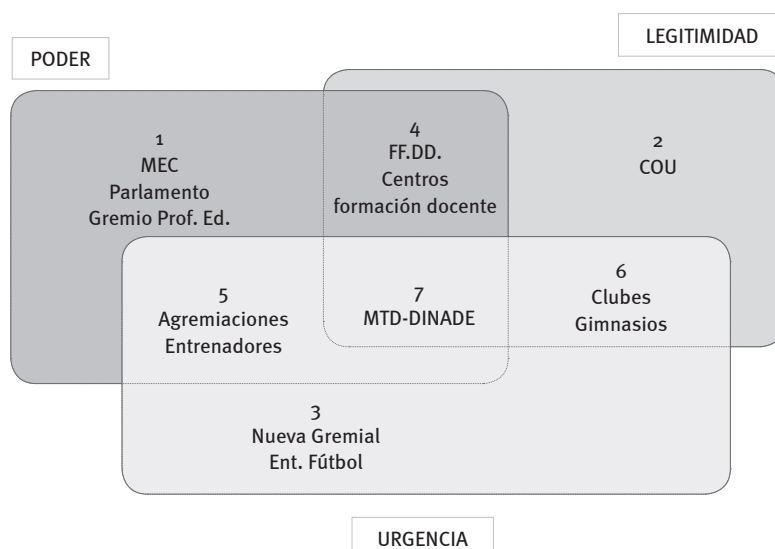 LEGITIMIDAD
PODER
1
MEC
Parlamento
Gremio Prof. Ed.
4
FF.DD.
Centros
formación docente
2
COU
5
Agremiaciones
Entrenadores
7
MTD-DINADE
6
Clubes
Gimnasios
3
Nueva Gremial
Ent. Fútbol
URGENCIA